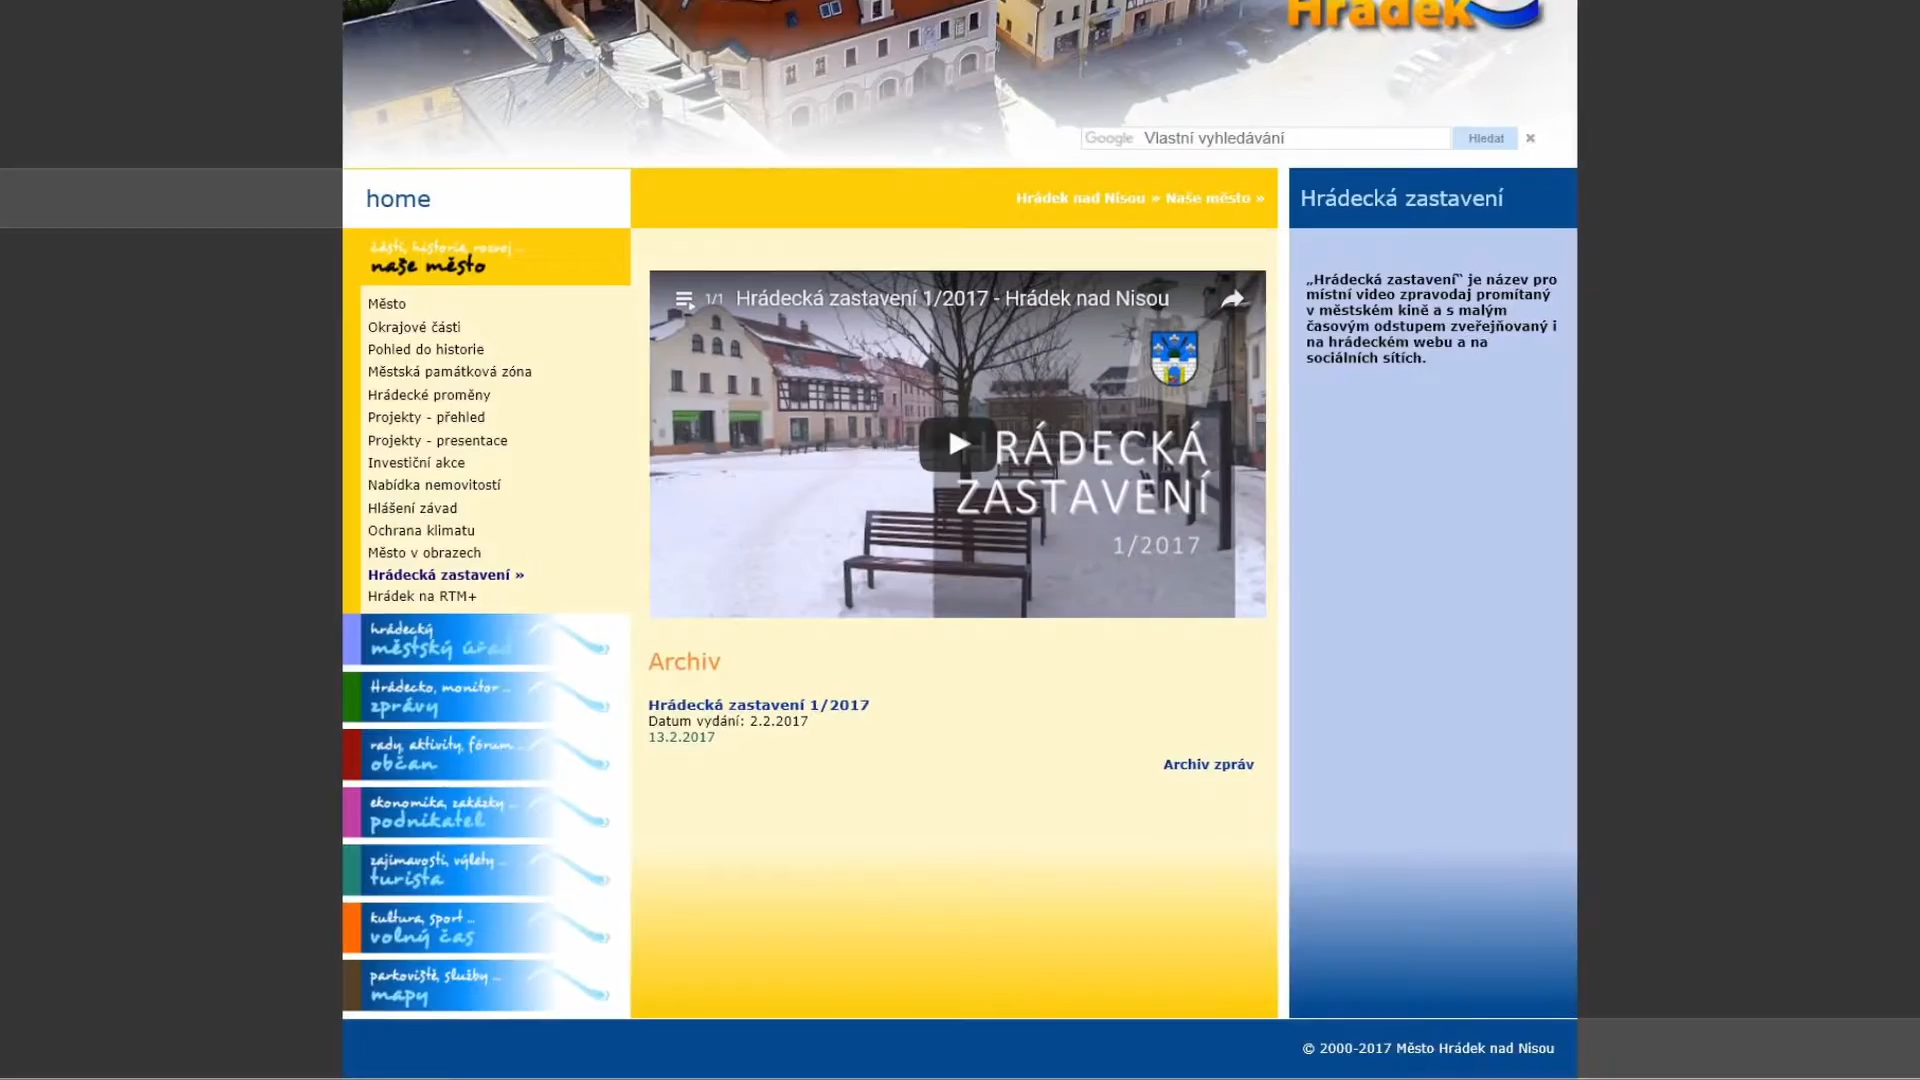 Hrádek
Google Vlastní vyhledávání Hledat ×
home
Hrádek nad Nisou » Naše město »
Hrádecká zastavení
části, historie, rozvoj ...
naše město
Město
Okrajové části
Pohled do historie
Městská památková zóna
Hrádecké proměny
Projekty - přehled
Projekty - presentace
Investiční akce
Nabídka nemovitostí
Hlášení závad
Ochrana klimatu
Město v obrazech
Hrádecká zastavení »
Hrádek na RTM+
hrádecký
městský úřad
Hrádecko, monitor ...
zprávy
rady, aktivity, fórum ...
občan
ekonomika, zakázky ...
podnikatel
zajímavosti, výlety ...
turista
kultura, sport ...
volný čas
parkoviště, služby ...
mapy
1/1 Hrádecká zastavení 1/2017 - Hrádek nad Nisou
HRÁDECKÁ
ZASTAVENÍ
1/2017
Archiv
Hrádecká zastavení 1/2017
Datum vydání: 2.2.2017
13.2.2017
Archiv zpráv
„Hrádecká zastavení“ je název pro
místní video zpravodaj promítaný
v městském kině a s malým
časovým odstupem zveřejňovaný i
na hrádeckém webu a na
sociálních sítích.
© 2000-2017 Město Hrádek nad Nisou